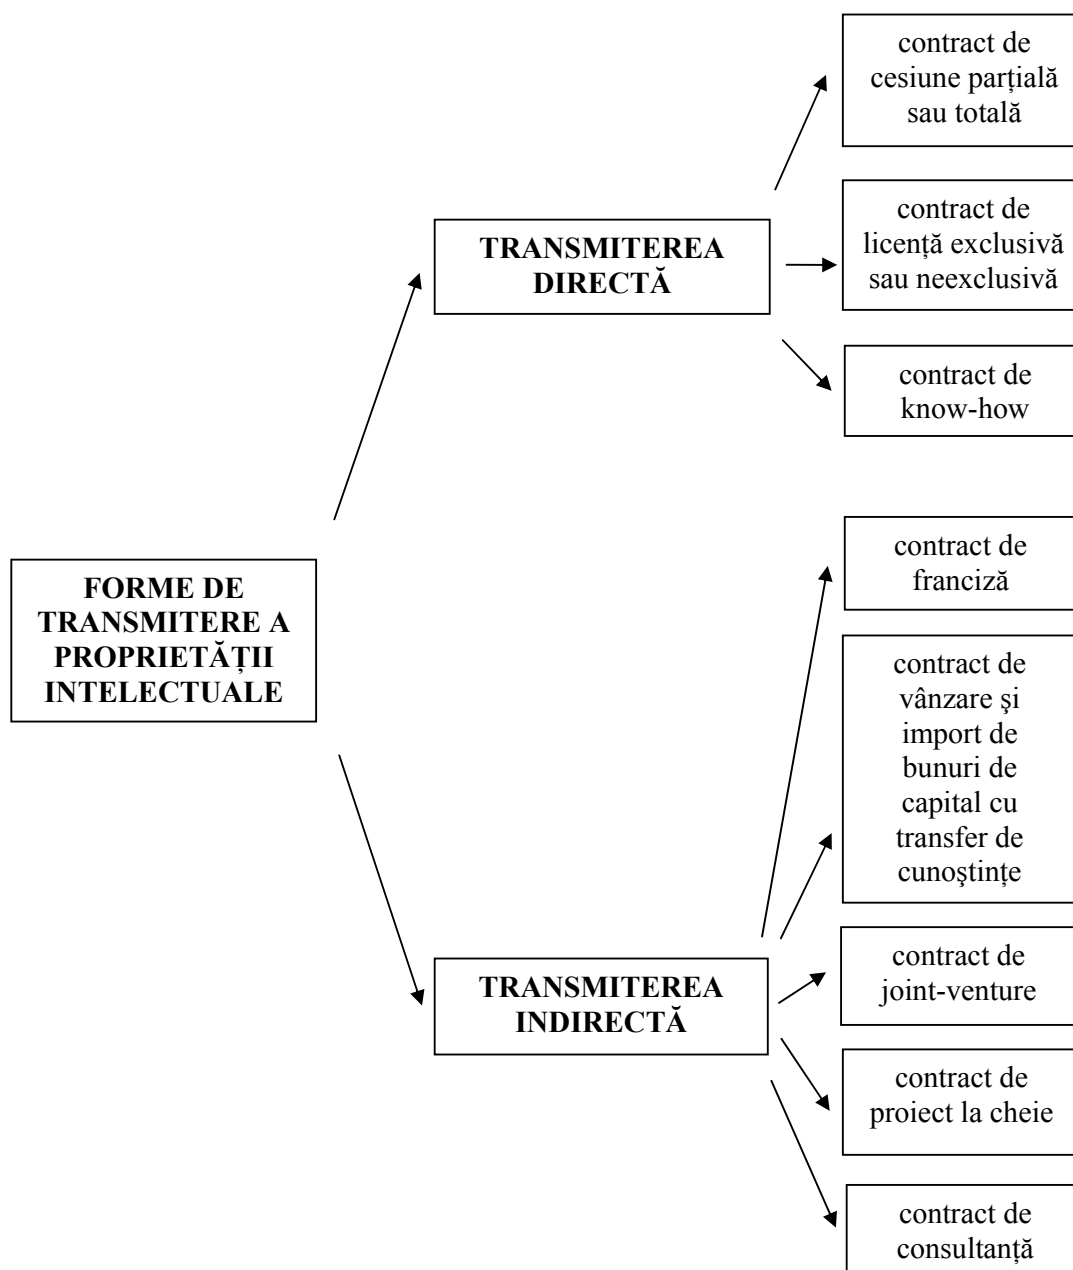 contract de
cesiune parțială
sau totală
contract de
licență exclusivă
sau neexclusivă
contract de
know-how
TRANSMITEREA
DIRECTĂ
FORME DE
TRANSMITERE A
PROPRIETĂȚII
INTELECTUALE
contract de
franciză
contract de
vânzare şi
import de
bunuri de
capital cu
transfer de
cunoştințe
contract de
joint-venture
contract de
proiect la cheie
contract de
consultanță
TRANSMITEREA
INDIRECTĂ